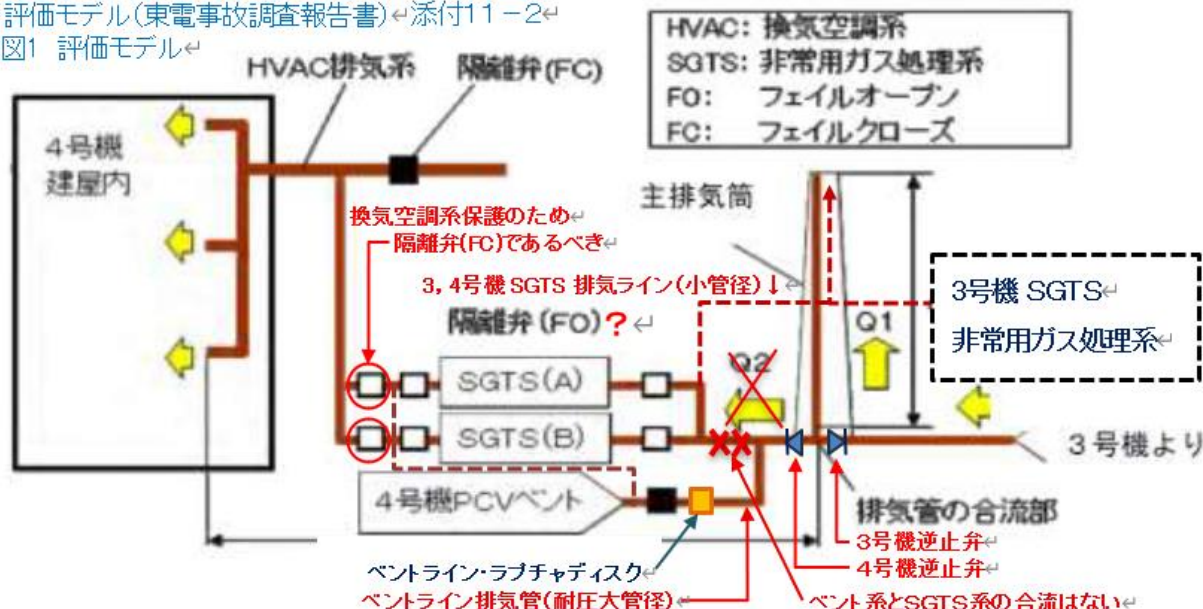 評価モデル(東電事故調査報告書)↵添付11-2↵
図1 評価モデル↵
HVAC排気系
隔離弁(FC)
HVAC: 換気空調系
SGTS: 非常用ガス処理系
FO: フェイルオープン
FC: フェイルクローズ
4号機
建屋内
主排気筒
換気空調系保護のため↵
隔離弁(FC)であるべき↵
3,4号機 SGTS 排気ライン(小管径)↓↵
隔離弁(FO)?↵
3号機 SGTS↵
非常用ガス処理系↵
Q1
Q2
SGTS(A)
SGTS(B)
3号機より
4号機PCVベント
排気管の合流部
3号機逆止弁↵
4号機逆止弁↵
ベントライン・ラプチャディスク↵
ベントライン排気管(耐圧大管径)↵
ベント系とSGTS系の合流はない↵